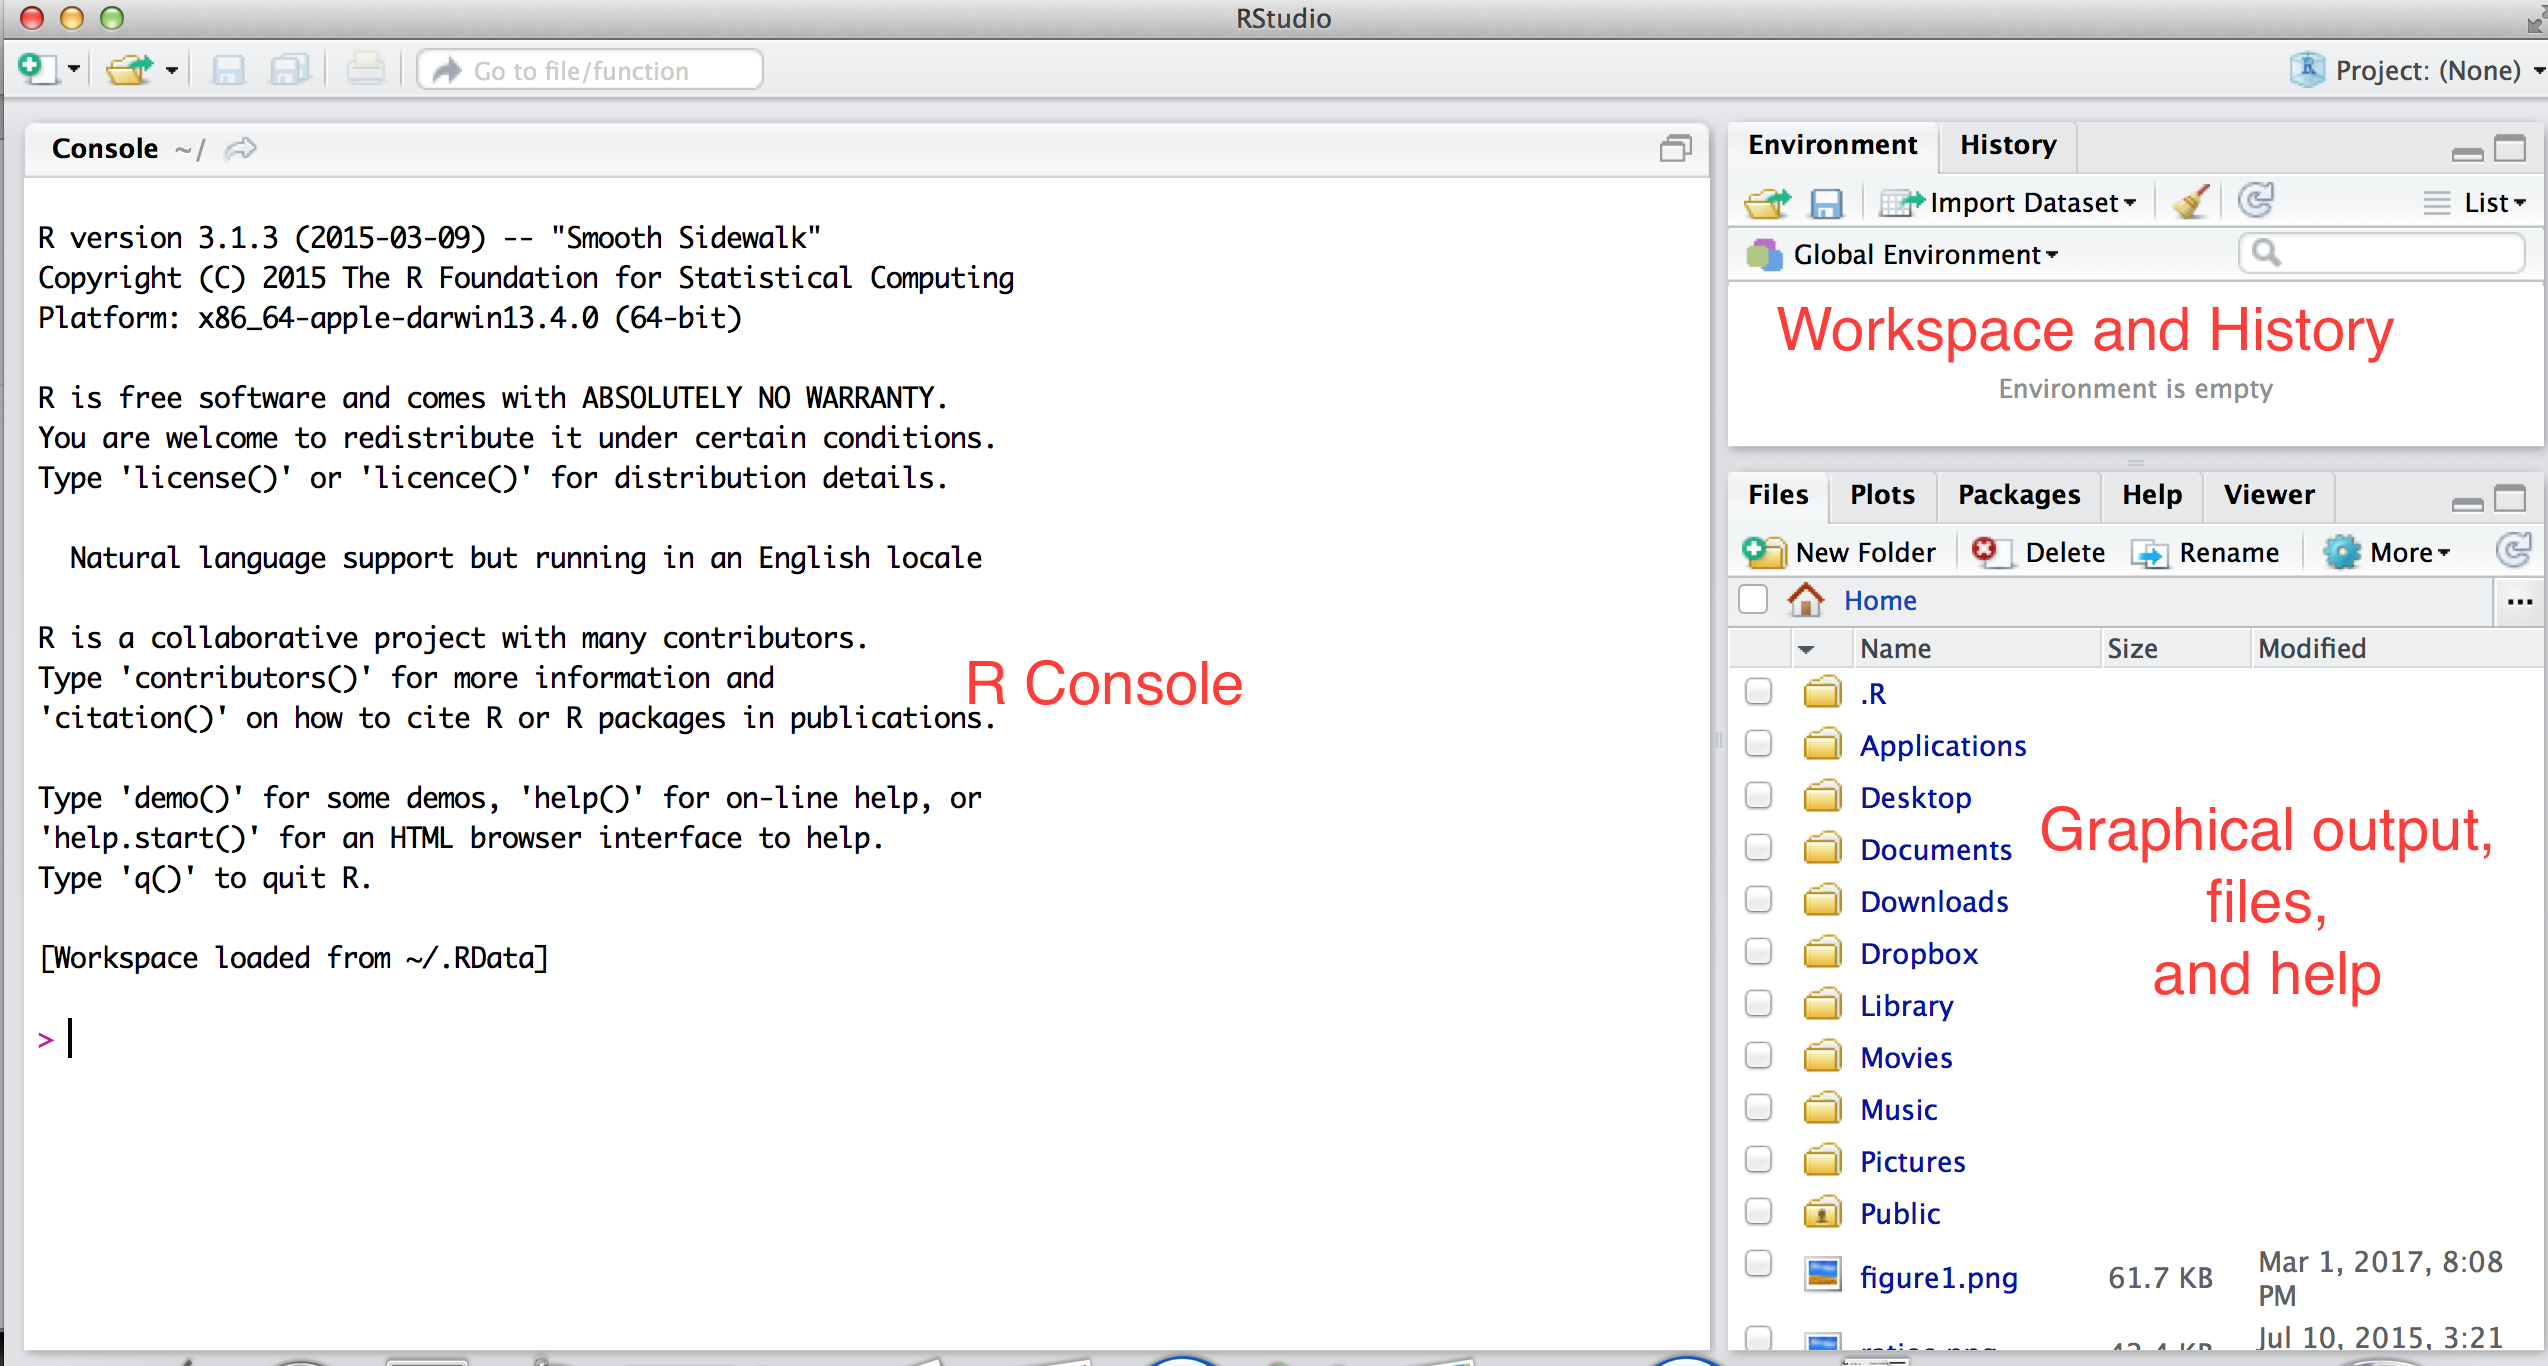 RStudio
Go to file/function
Project: (None)
Console ~/
R version 3.1.3 (2015-03-09) -- "Smooth Sidewalk"
Copyright (C) 2015 The R Foundation for Statistical Computing
Platform: x86_64-apple-darwin13.4.0 (64-bit)
R is free software and comes with ABSOLUTELY NO WARRANTY.
You are welcome to redistribute it under certain conditions.
Type 'license()' or 'licence()' for distribution details.
Natural language support but running in an English locale
R is a collaborative project with many contributors.
Type 'contributors()' for more information and
'citation()' on how to cite R or R packages in publications.
R Console
Type 'demo()' for some demos, 'help()' for on-line help, or
'help.start()' for an HTML browser interface to help.
Type 'q()' to quit R.
[Workspace loaded from ~/.RData]
>
Environment History
Import Dataset List
Global Environment
Workspace and History
Environment is empty
Files Plots Packages Help Viewer
New Folder Delete Rename More
Home ...
Name Size Modified
.R
Applications
Desktop
Documents
Downloads
Dropbox
Library
Movies
Music
Pictures
Public
Graphical output,
files,
and help
figure1.png 61.7 KB Mar 1, 2017, 8:08
PM
Jul 10, 2015, 3:21